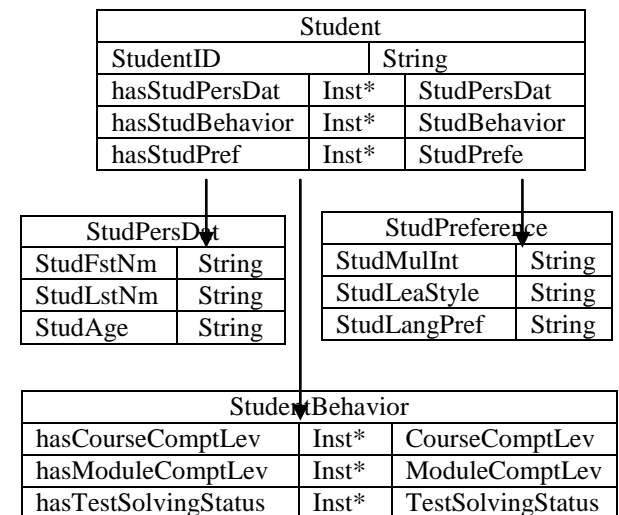 Student
StudentID String
hasStudPersDat Inst* StudPersDat
hasStudBehavior Inst* StudBehavior
hasStudPref Inst* StudPrefe
StudPersDat
StudFstNm String
StudLstNm String
StudAge String
StudPreference
StudMulInt String
StudLeaStyle String
StudLangPref String
StudentBehavior
hasCourseComptLev Inst* CourseComptLev
hasModuleComptLev Inst* ModuleComptLev
hasTestSolvingStatus Inst* TestSolvingStatus